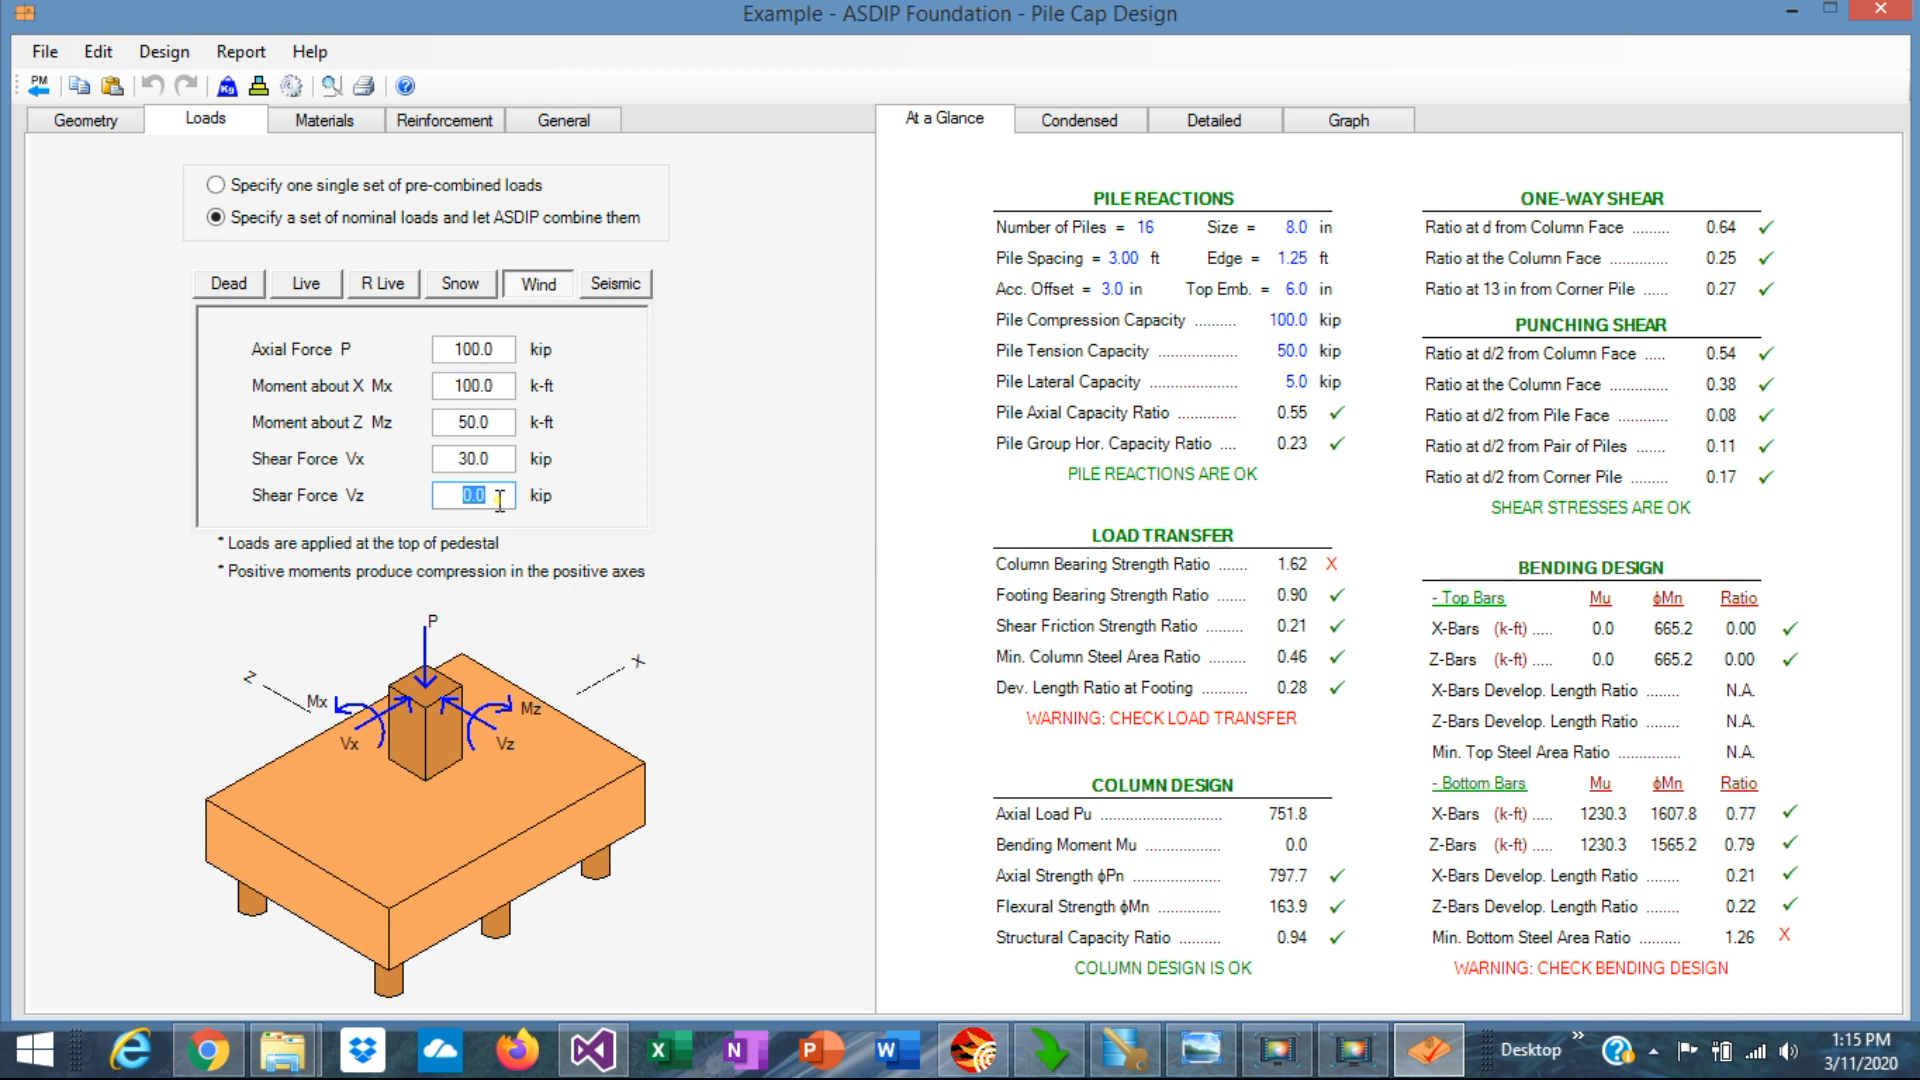 Example - ASDIP Foundation - Pile Cap Design
File Edit Design Report Help
PM
Kg
Geometry Loads Materials Reinforcement General
Specify one single set of pre-combined loads
Specify a set of nominal loads and let ASDIP combine them
Dead Live R Live Snow Wind Seismic
Axial Force P 100.0 kip
Moment about X Mx 100.0 k-ft
Moment about Z Mz 50.0 k-ft
Shear Force Vx 30.0 kip
Shear Force Vz 0.0 kip
* Loads are applied at the top of pedestal
* Positive moments produce compression in the positive axes
P
Z X
Mx Mz
Vx Vz
At a Glance Condensed Detailed Graph
PILE REACTIONS
Number of Piles = 16 Size = 8.0 in
Pile Spacing = 3.00 ft Edge = 1.25 ft
Acc. Offset = 3.0 in Top Emb. = 6.0 in
Pile Compression Capacity ......... 100.0 kip
Pile Tension Capacity .................. 50.0 kip
Pile Lateral Capacity .................... 5.0 kip
Pile Axial Capacity Ratio ............. 0.55 ✓
Pile Group Hor. Capacity Ratio .... 0.23 ✓
PILE REACTIONS ARE OK
LOAD TRANSFER
Column Bearing Strength Ratio ....... 1.62 X
Footing Bearing Strength Ratio ....... 0.90 ✓
Shear Friction Strength Ratio ......... 0.21 ✓
Min. Column Steel Area Ratio ......... 0.46 ✓
Dev. Length Ratio at Footing ........... 0.28 ✓
WARNING: CHECK LOAD TRANSFER
COLUMN DESIGN
Axial Load Pu ............................. 751.8
Bending Moment Mu .................. 0.0
Axial Strength ϕPn ...................... 797.7 ✓
Flexural Strength ϕMn ............... 163.9 ✓
Structural Capacity Ratio .......... 0.94 ✓
COLUMN DESIGN IS OK
ONE-WAY SHEAR
Ratio at d from Column Face ......... 0.64 ✓
Ratio at the Column Face .............. 0.25 ✓
Ratio at 13 in from Corner Pile ...... 0.27 ✓
PUNCHING SHEAR
Ratio at d/2 from Column Face ..... 0.54 ✓
Ratio at the Column Face .............. 0.38 ✓
Ratio at d/2 from Pile Face ........... 0.08 ✓
Ratio at d/2 from Pair of Piles ....... 0.11 ✓
Ratio at d/2 from Corner Pile ......... 0.17 ✓
SHEAR STRESSES ARE OK
BENDING DESIGN
- Top Bars Mu ϕMn Ratio
X-Bars (k-ft) ..... 0.0 665.2 0.00 ✓
Z-Bars (k-ft) ..... 0.0 665.2 0.00 ✓
X-Bars Develop. Length Ratio ....... N.A.
Z-Bars Develop. Length Ratio ....... N.A.
Min. Top Steel Area Ratio .............. N.A.
- Bottom Bars Mu ϕMn Ratio
X-Bars (k-ft) ..... 1230.3 1607.8 0.77 ✓
Z-Bars (k-ft) ..... 1230.3 1565.2 0.79 ✓
X-Bars Develop. Length Ratio ....... 0.21 ✓
Z-Bars Develop. Length Ratio ....... 0.22 ✓
Min. Bottom Steel Area Ratio ......... 1.26 X
WARNING: CHECK BENDING DESIGN
Desktop
1:15 PM
3/11/2020